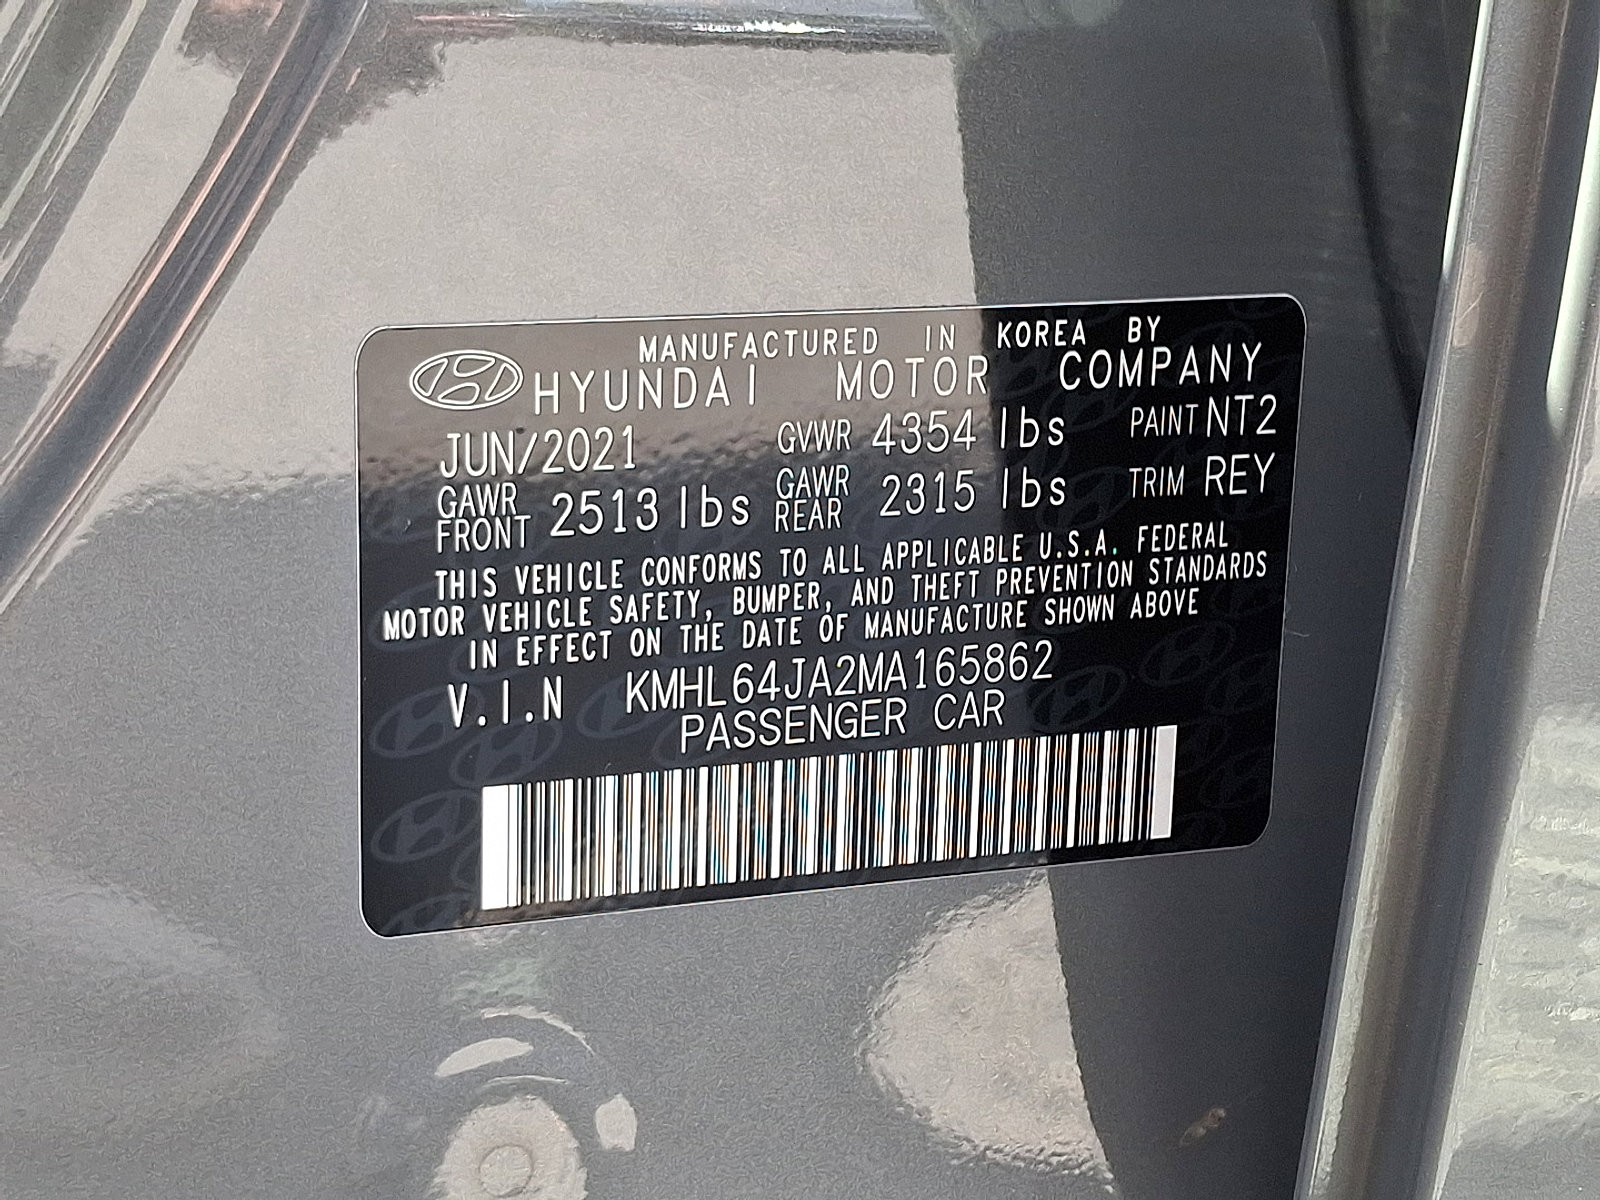 MANUFACTURED IN KOREA BY
HYUNDAI MOTOR COMPANY
JUN/2021 GVWR 4354 lbs PAINT NT2
GAWR FRONT 2513 lbs GAWR REAR 2315 lbs TRIM REY
THIS VEHICLE CONFORMS TO ALL APPLICABLE U.S.A. FEDERAL
MOTOR VEHICLE SAFETY, BUMPER, AND THEFT PREVENTION STANDARDS
IN EFFECT ON THE DATE OF MANUFACTURE SHOWN ABOVE
V.I.N KMHL64JA2MA165862
PASSENGER CAR